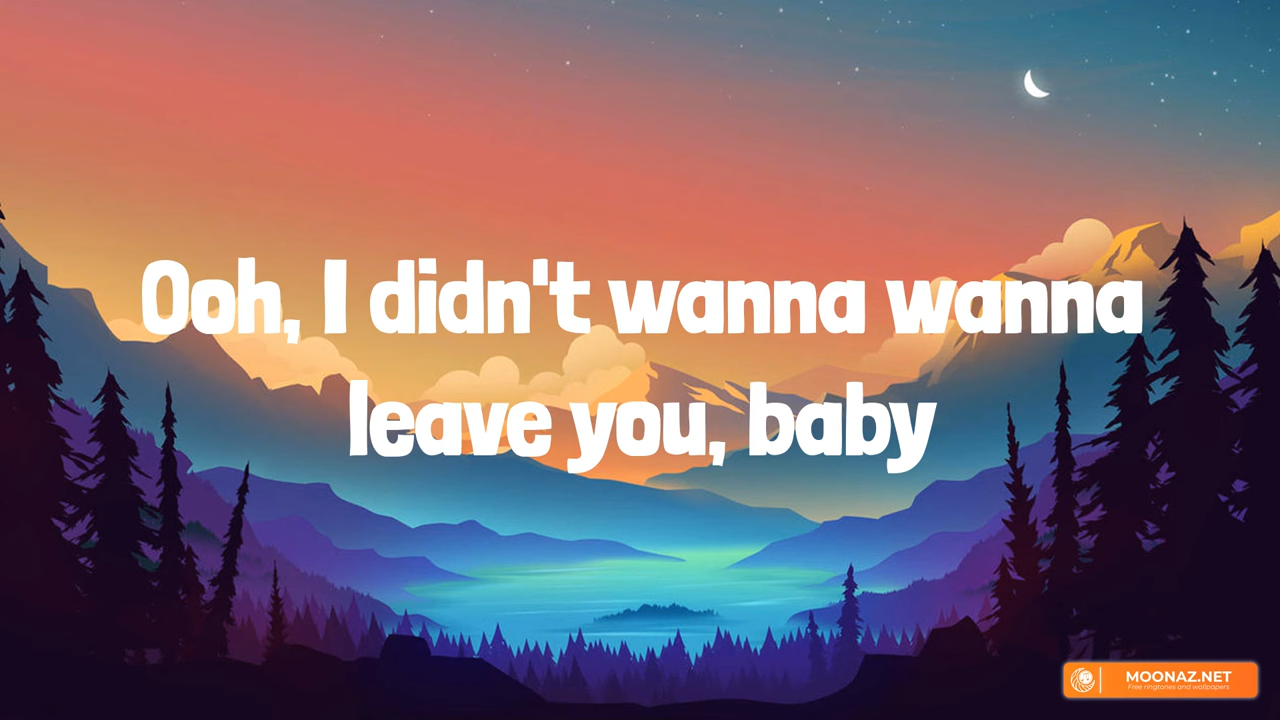 Ooh, I didn't wanna wanna
leave you, baby
MOONAZ.NET
Free ringtones and wallpapers